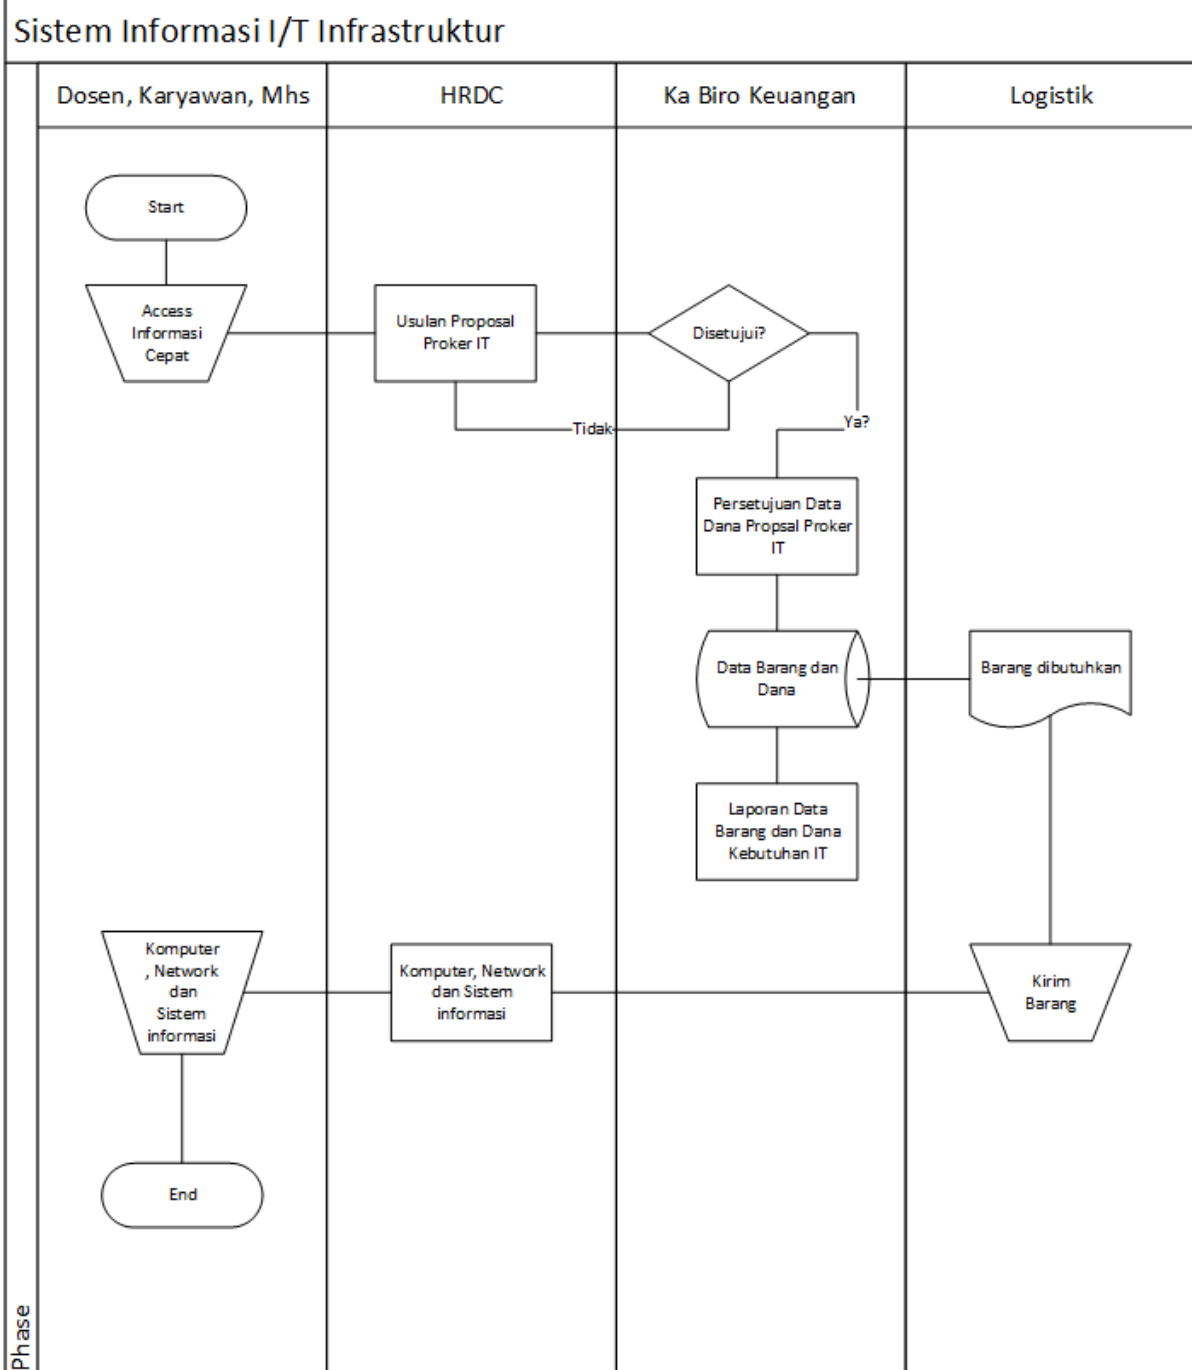 Sistem Informasi I/T Infrastruktur
Dosen, Karyawan, Mhs
HRDC
Ka Biro Keuangan
Logistik
Start
Access
Informasi
Cepat
Usulan Proposal
Proker IT
Disetujui?
Tidak
Ya?
Persetujuan Data
Dana Propsal Proker
IT
Data Barang dan
Dana
Barang dibutuhkan
Laporan Data
Barang dan Dana
Kebutuhan IT
Komputer
, Network
dan
Sistem
informasi
Komputer, Network
dan Sistem
informasi
Kirim
Barang
End
Phase